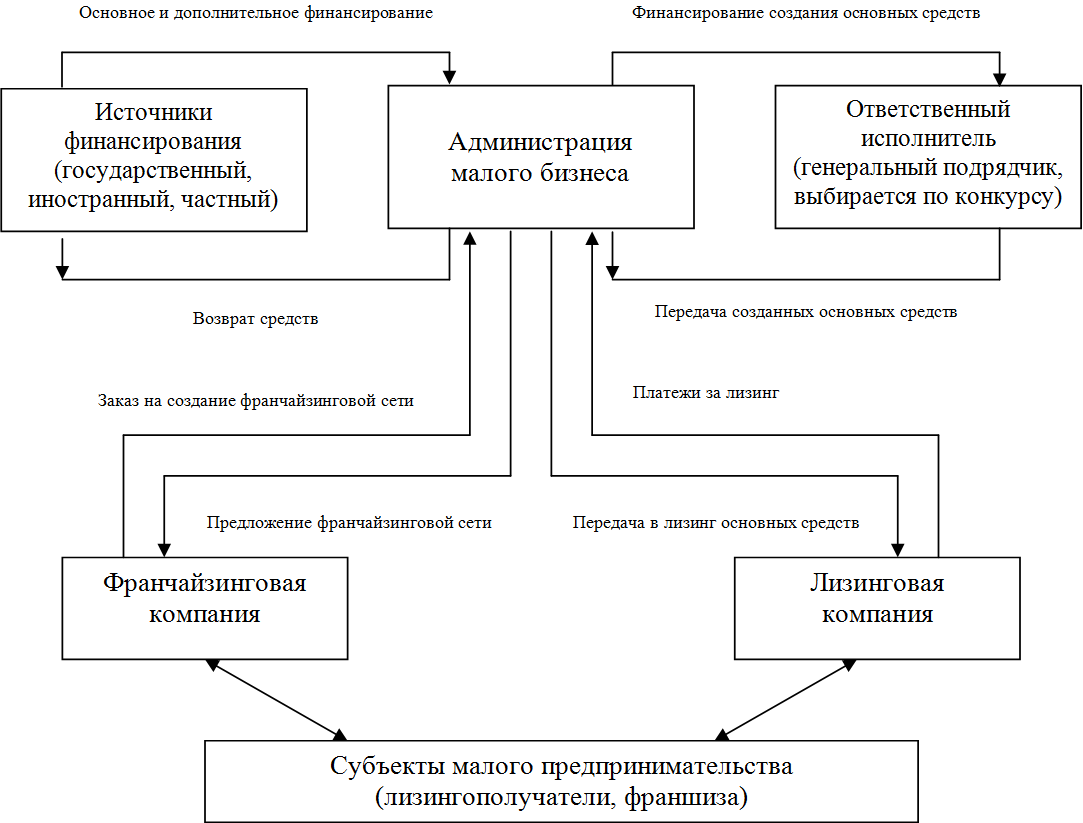 Основное и дополнительное финансирование
Финансирование создания основных средств
Источники
финансирования
(государственный,
иностранный, частный)
Администрация
малого бизнеса
Ответственный
исполнитель
(генеральный подрядчик,
выбирается по конкурсу)
Возврат средств
Передача созданных основных средств
Заказ на создание франчайзинговой сети
Платежи за лизинг
Предложение франчайзинговой сети
Передача в лизинг основных средств
Франчайзинговая
компания
Лизинговая
компания
Субъекты малого предпринимательства
(лизингополучатели, франшиза)